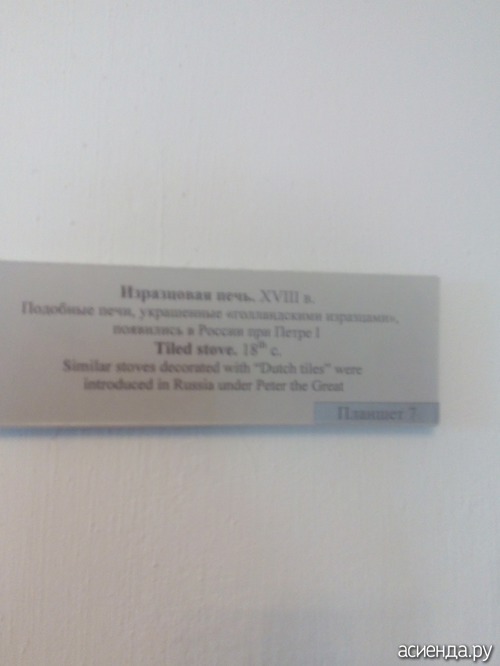 Изразцовая печь. XVIII в.
Подобные печи, украшенные «голландскими изразцами»,
появились в России при Петре I
Tiled stove. 18th c.
Similar stoves decorated with "Dutch tiles" were
introduced in Russia under Peter the Great
Планшет 7
асиенда.ру